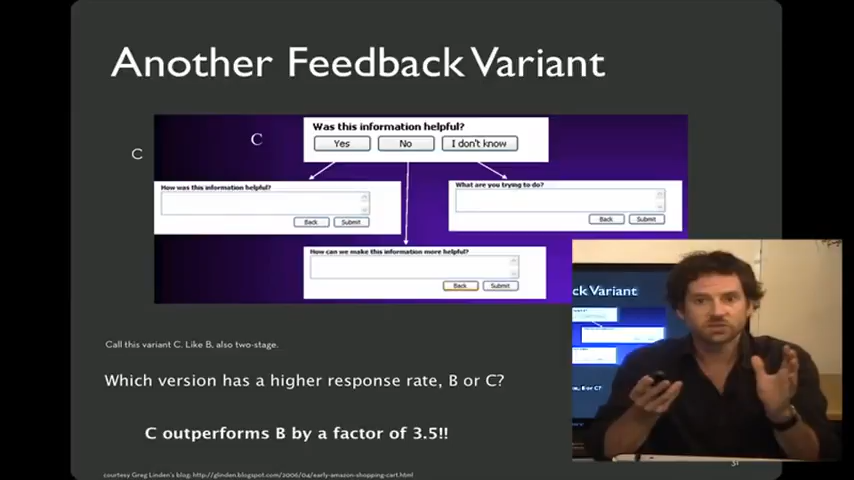 Another Feedback Variant
C
C
Was this information helpful?
Yes No I don't know
How was this information helpful?
Back Submit
What are you trying to do?
Back Submit
How can we make this information more helpful?
Back Submit
ck Variant
Call this variant C. Like B, also two-stage.
Which version has a higher response rate, B or C?
C outperforms B by a factor of 3.5!!
courtesy Greg Linden's blog: http://glinden.blogspot.com/2006/04/early-amazon-shopping-cart.html
31